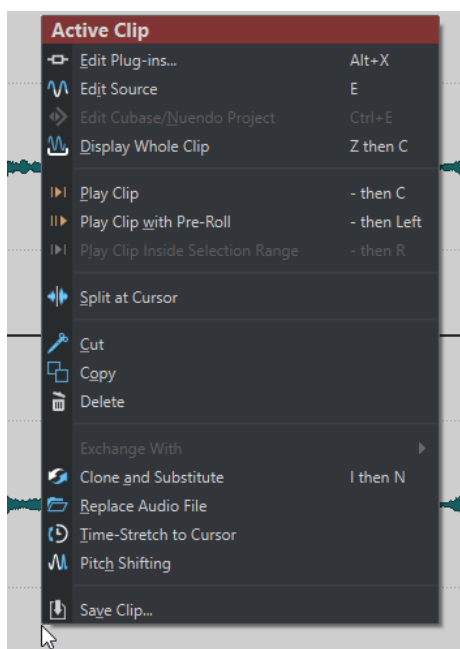 Active Clip
Edit Plug-ins... Alt+X
Edit Source E
Edit Cubase/Nuendo Project Ctrl+E
Display Whole Clip Z then C
Play Clip - then C
Play Clip with Pre-Roll - then Left
Play Clip Inside Selection Range - then R
Split at Cursor
Cut
Copy
Delete
Exchange With
Clone and Substitute I then N
Replace Audio File
Time-Stretch to Cursor
Pitch Shifting
Save Clip...